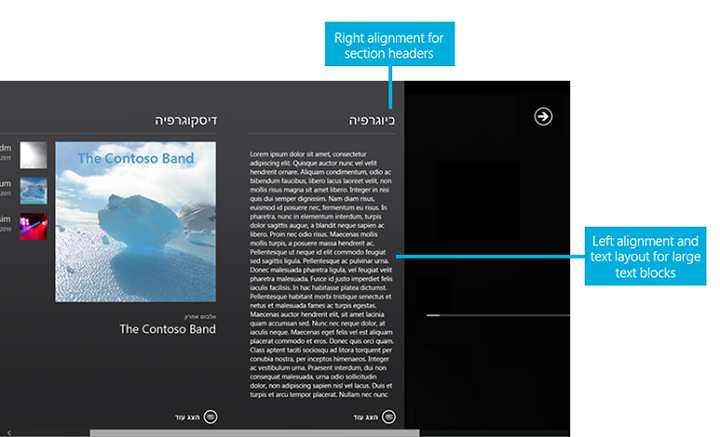 Right alignment for
section headers
ביוגרפיה
דיסקוגרפיה
Lorem ipsum dolor sit amet, consectetur
adipiscing elit. Quisque auctor nunc vel velit
hendrerit ornare. Aliquam condimentum, odio ac
bibendum faucibus, libero lacus laoreet velit, non
mollis risus magna sit amet libero. Integer in nisi
quis dui semper dignissim. Nam diam risus,
euismod id posuere nec, fermentum eu risus. In
pharetra, nunc in elementum interdum, turpis
dolor sagittis augue, a blandit neque sapien ac
libero. Proin nec odio risus. Maecenas mollis
mollis turpis, a posuere massa hendrerit ac.
Pellentesque ut neque id elit commodo feugiat
sed sagittis ligula. Pellentesque ac pulvinar urna.
Donec malesuada pharetra ligula, vel feugiat velit
pharetra malesuada. Fusce id justo imperdiet felis
iaculis facilisis. In hac habitasse platea dictumst.
Pellentesque habitant morbi tristique senectus et
netus et malesuada fames ac turpis egestas.
Maecenas auctor hendrerit elit, sit amet lacinia
quam accumsan sed. Nunc nec neque dolor, at
iaculis neque. Maecenas eget felis vel est aliquam
placerat commodo et eros. Donec quis orci quam.
Class aptent taciti sociosqu ad litora torquent per
conubia nostra, per inceptos himenaeos. Integer
ac vestibulum urna. Praesent interdum, dui non
consequat malesuada, urna odio sollicitudin
dolor, non adipiscing sapien nisl vel lacus. Duis et
turpis et arcu tempor placerat. Nullam nec nunc
הצג עוד
The Contoso Band
אלבום אחרון
The Contoso Band
הצג עוד
dm
2011
um
2011
sim
2010
Left alignment and
text layout for large
text blocks